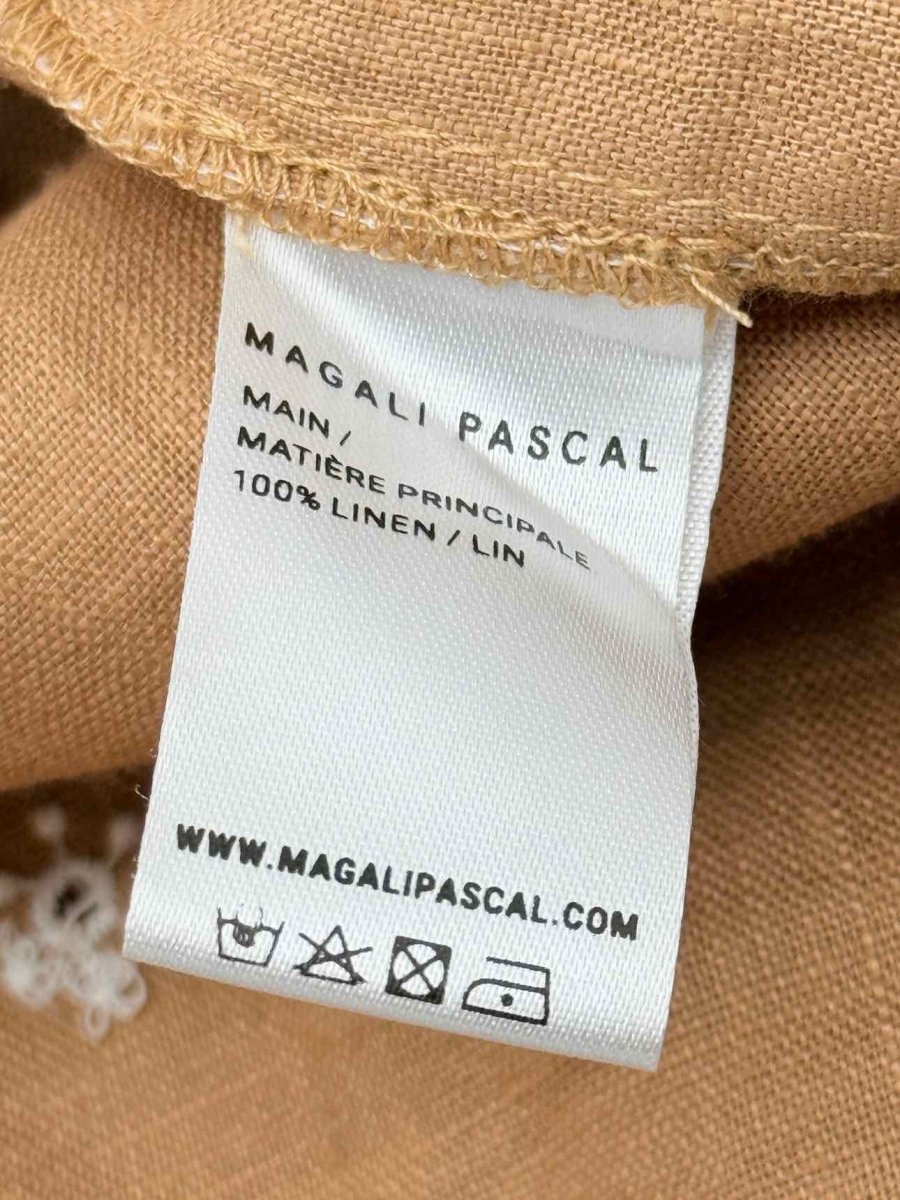 MAGALI PASCAL
MAIN /
MATIÈRE PRINCIPALE
100% LINEN / LIN
WWW.MAGALIPASCAL.COM